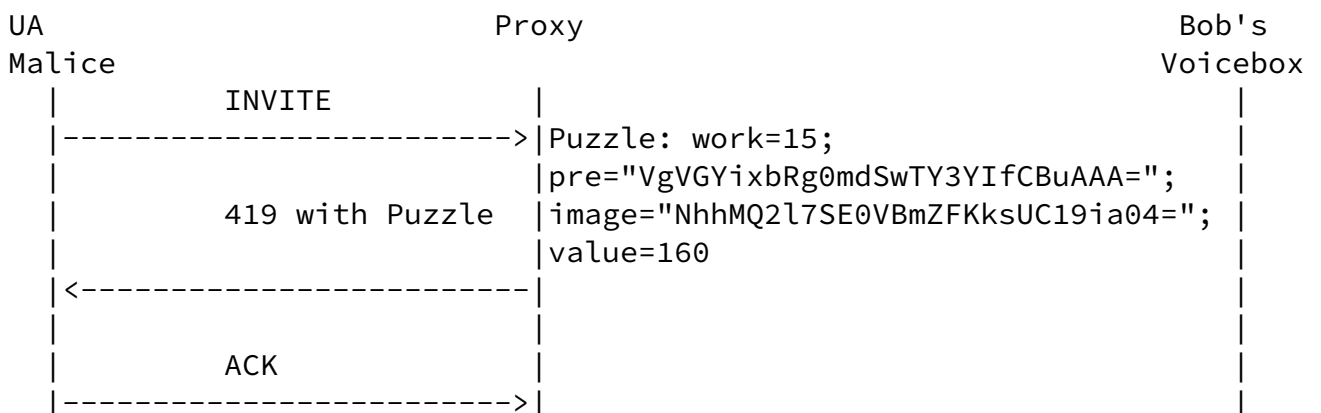 UA                         Proxy                                 Bob's
Malice                                                          Voicebox
  |         INVITE           |                                      |
  |------------------------->|Puzzle: work=15;                      |
  |                          |pre="VgVGYixbRg0mdSwTY3YIfCBuAAA=";   |
  |         419 with Puzzle  |image="NhhMQ2l7SE0VBmZFKksUC19ia04="; |
  |                          |value=160                             |
  |<-------------------------|                                      |
  |                          |                                      |
  |         ACK              |                                      |
  |------------------------->|                                      |